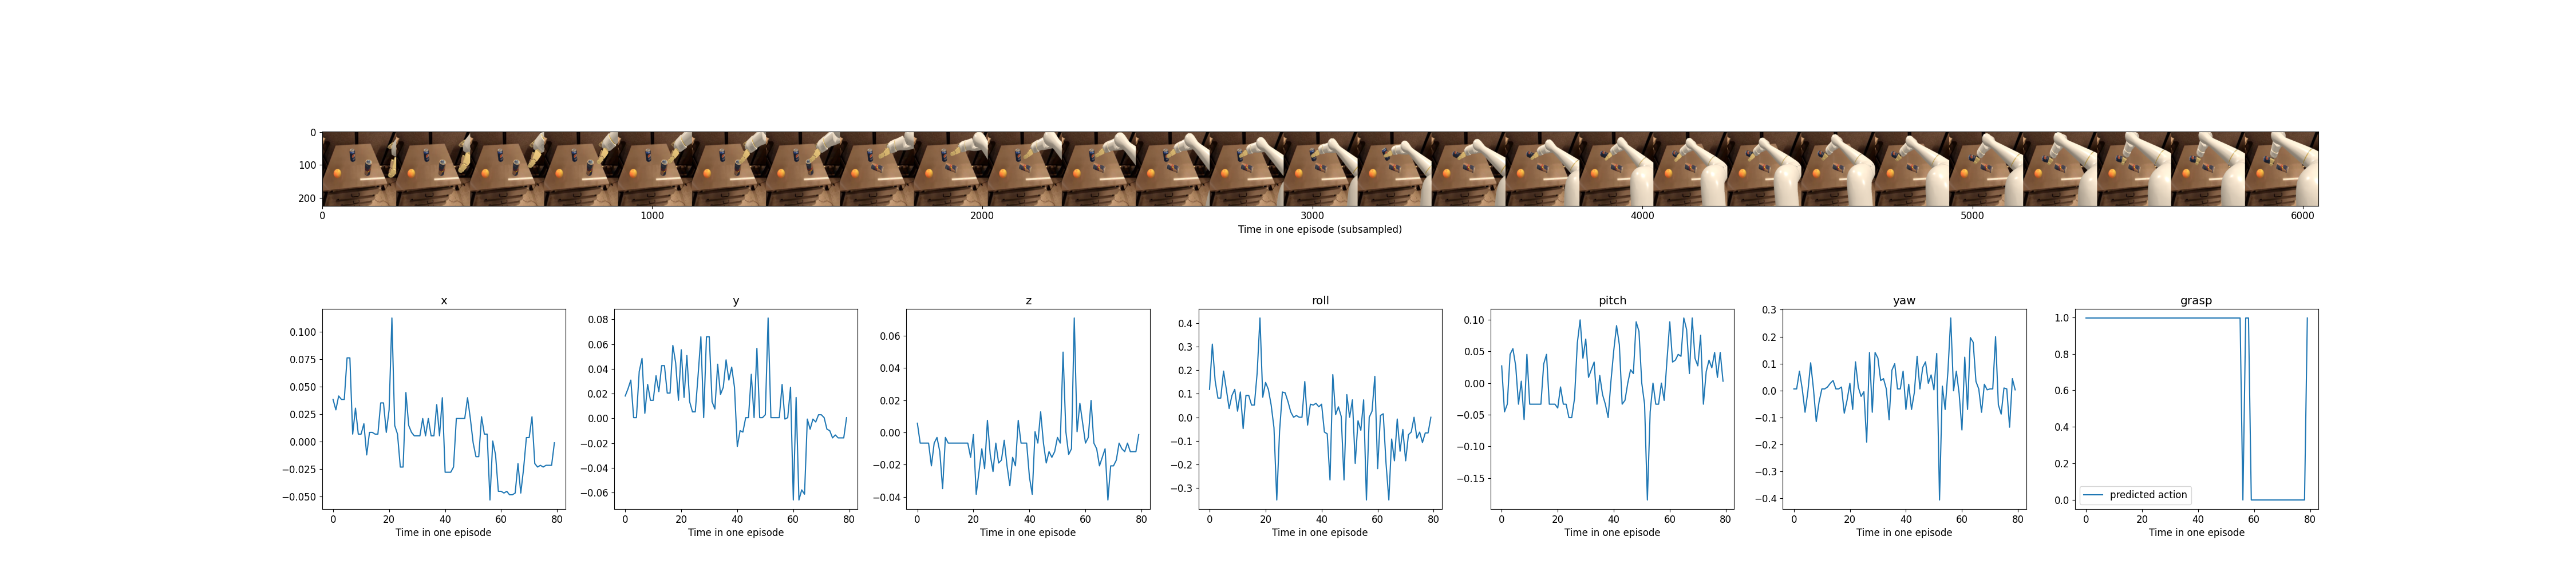 0
100
200
0 1000 2000 3000 4000 5000 6000
Time in one episode (subsampled)
x
0.100
0.075
0.050
0.025
0.000
−0.025
−0.050
0 20 40 60 80
Time in one episode
y
0.08
0.06
0.04
0.02
0.00
−0.02
−0.04
−0.06
0 20 40 60 80
Time in one episode
z
0.06
0.04
0.02
0.00
−0.02
−0.04
0 20 40 60 80
Time in one episode
roll
0.4
0.3
0.2
0.1
0.0
−0.1
−0.2
−0.3
0 20 40 60 80
Time in one episode
pitch
0.10
0.05
0.00
−0.05
−0.10
−0.15
0 20 40 60 80
Time in one episode
yaw
0.3
0.2
0.1
0.0
−0.1
−0.2
−0.3
−0.4
0 20 40 60 80
Time in one episode
grasp
1.0
0.8
0.6
0.4
0.2
0.0
predicted action
0 20 40 60 80
Time in one episode